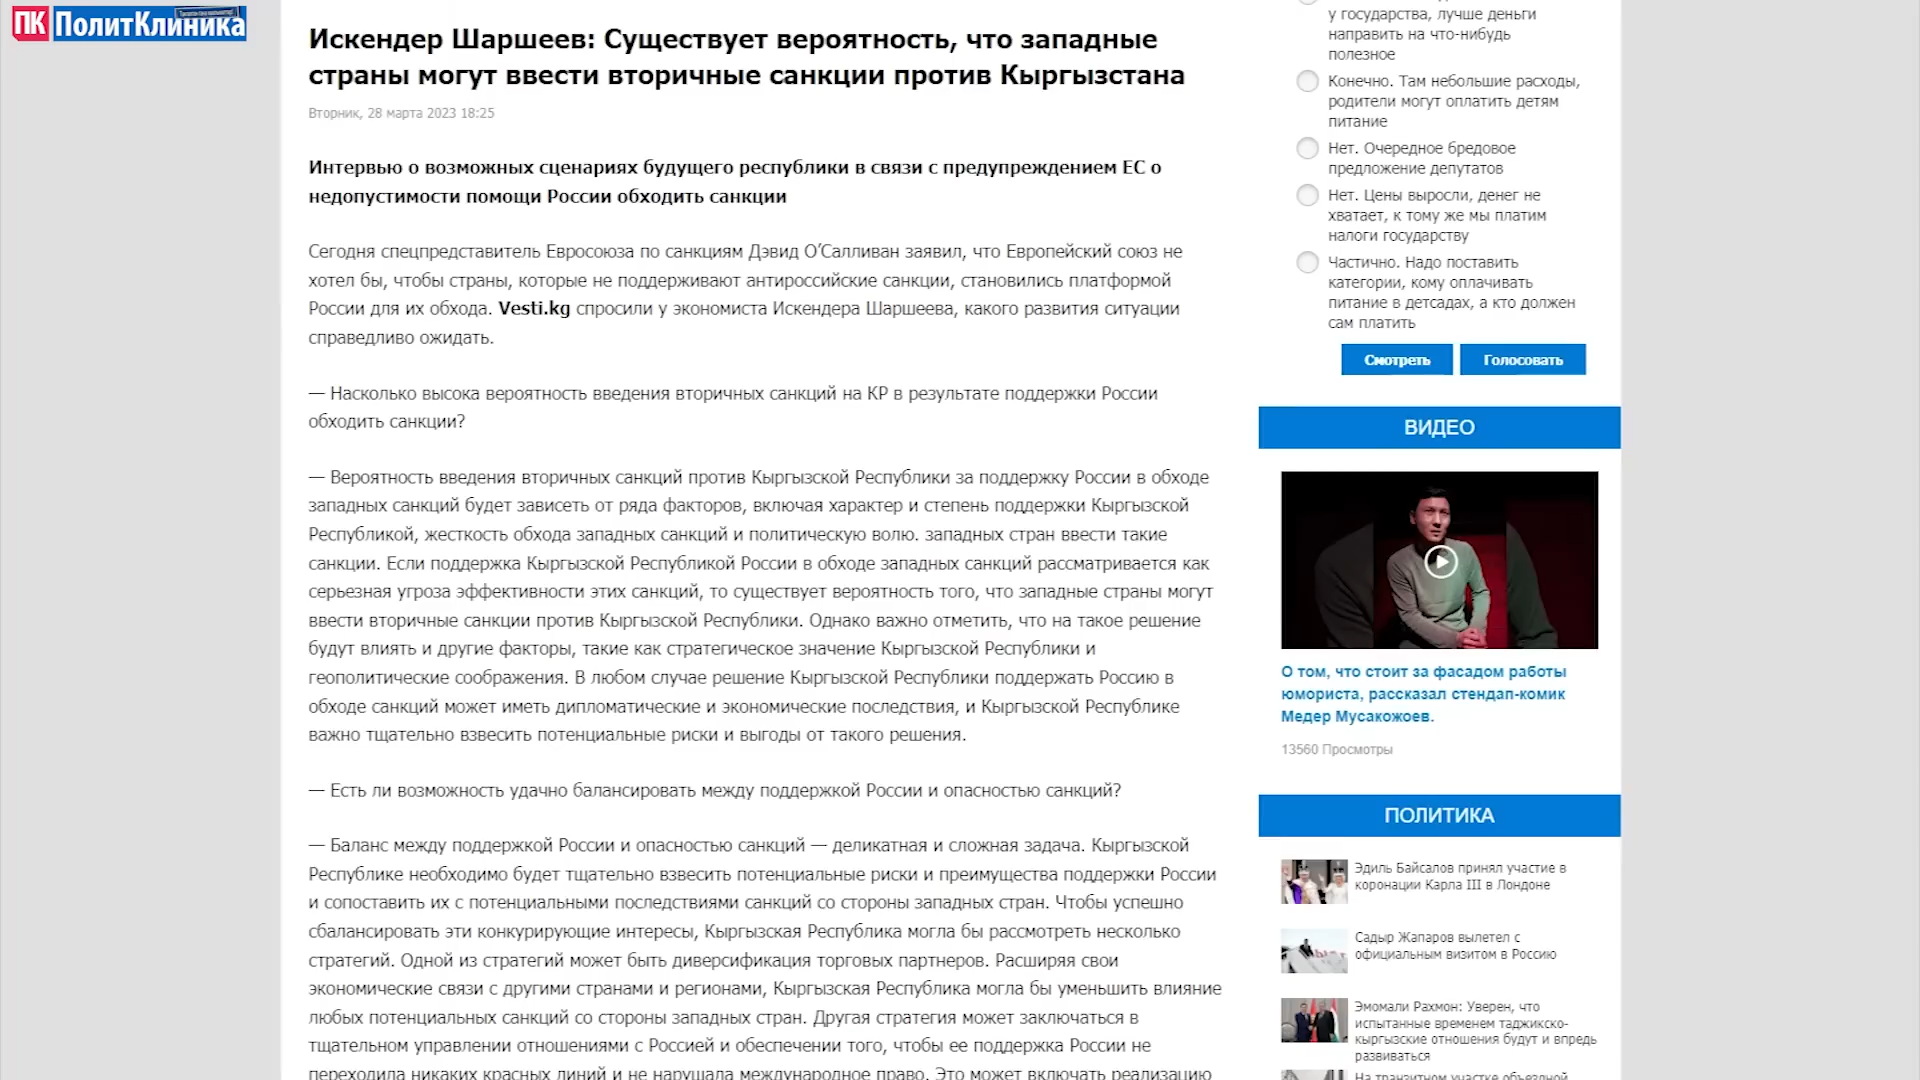 ПК ПолитКлиника
Искендер Шаршеев: Существует вероятность, что западные
страны могут ввести вторичные санкции против Кыргызстана
Вторник, 28 марта 2023 18:25
Интервью о возможных сценариях будущего республики в связи с предупреждением ЕС о
недопустимости помощи России обходить санкции
Сегодня спецпредставитель Евросоюза по санкциям Дэвид О’Салливан заявил, что Европейский союз не
хотел бы, чтобы страны, которые не поддерживают антироссийские санкции, становились платформой
России для их обхода. Vesti.kg спросили у экономиста Искендера Шаршеева, какого развития ситуации
справедливо ожидать.
— Насколько высока вероятность введения вторичных санкций на КР в результате поддержки России
обходить санкции?
— Вероятность введения вторичных санкций против Кыргызской Республики за поддержку России в обходе
западных санкций будет зависеть от ряда факторов, включая характер и степень поддержки Кыргызской
Республикой, жесткость обхода западных санкций и политическую волю. западных стран ввести такие
санкции. Если поддержка Кыргызской Республикой России в обходе западных санкций рассматривается как
серьезная угроза эффективности этих санкций, то существует вероятность того, что западные страны могут
ввести вторичные санкции против Кыргызской Республики. Однако важно отметить, что на такое решение
будут влиять и другие факторы, такие как стратегическое значение Кыргызской Республики и
геополитические соображения. В любом случае решение Кыргызской Республики поддержать Россию в
обходе санкций может иметь дипломатические и экономические последствия, и Кыргызской Республике
важно тщательно взвесить потенциальные риски и выгоды от такого решения.
— Есть ли возможность удачно балансировать между поддержкой России и опасностью санкций?
— Баланс между поддержкой России и опасностью санкций — деликатная и сложная задача. Кыргызской
Республике необходимо будет тщательно взвесить потенциальные риски и преимущества поддержки России
и сопоставить их с потенциальными последствиями санкций со стороны западных стран. Чтобы успешно
сбалансировать эти конкурирующие интересы, Кыргызская Республика могла бы рассмотреть несколько
стратегий. Одной из стратегий может быть диверсификация торговых партнеров. Расширяя свои
экономические связи с другими странами и регионами, Кыргызская Республика могла бы уменьшить влияние
любых потенциальных санкций со стороны западных стран. Другая стратегия может заключаться в
тщательном управлении отношениями с Россией и обеспечении того, чтобы ее поддержка России не
переходила никаких красных линий и не нарушала международное право. Это может включать реализацию
у государства, лучше деньги
направить на что-нибудь
полезное
Конечно. Там небольшие расходы,
родители могут оплатить детям
питание
Нет. Очередное бредовое
предложение депутатов
Нет. Цены выросли, денег не
хватает, к тому же мы платим
налоги государству
Частично. Надо поставить
категории, кому оплачивать
питание в детсадах, а кто должен
сам платить
Смотреть Голосовать
ВИДЕО
О том, что стоит за фасадом работы
юмориста, рассказал стендап-комик
Медер Мусакожоев.
13560 Просмотры
ПОЛИТИКА
Эдиль Байсалов принял участие в
коронации Карла III в Лондоне
Садыр Жапаров вылетел с
официальным визитом в Россию
Эмомали Рахмон: Уверен, что
испытанные временем таджикско-
кыргызские отношения будут и впредь
развиваться
На транзитном участке объездной